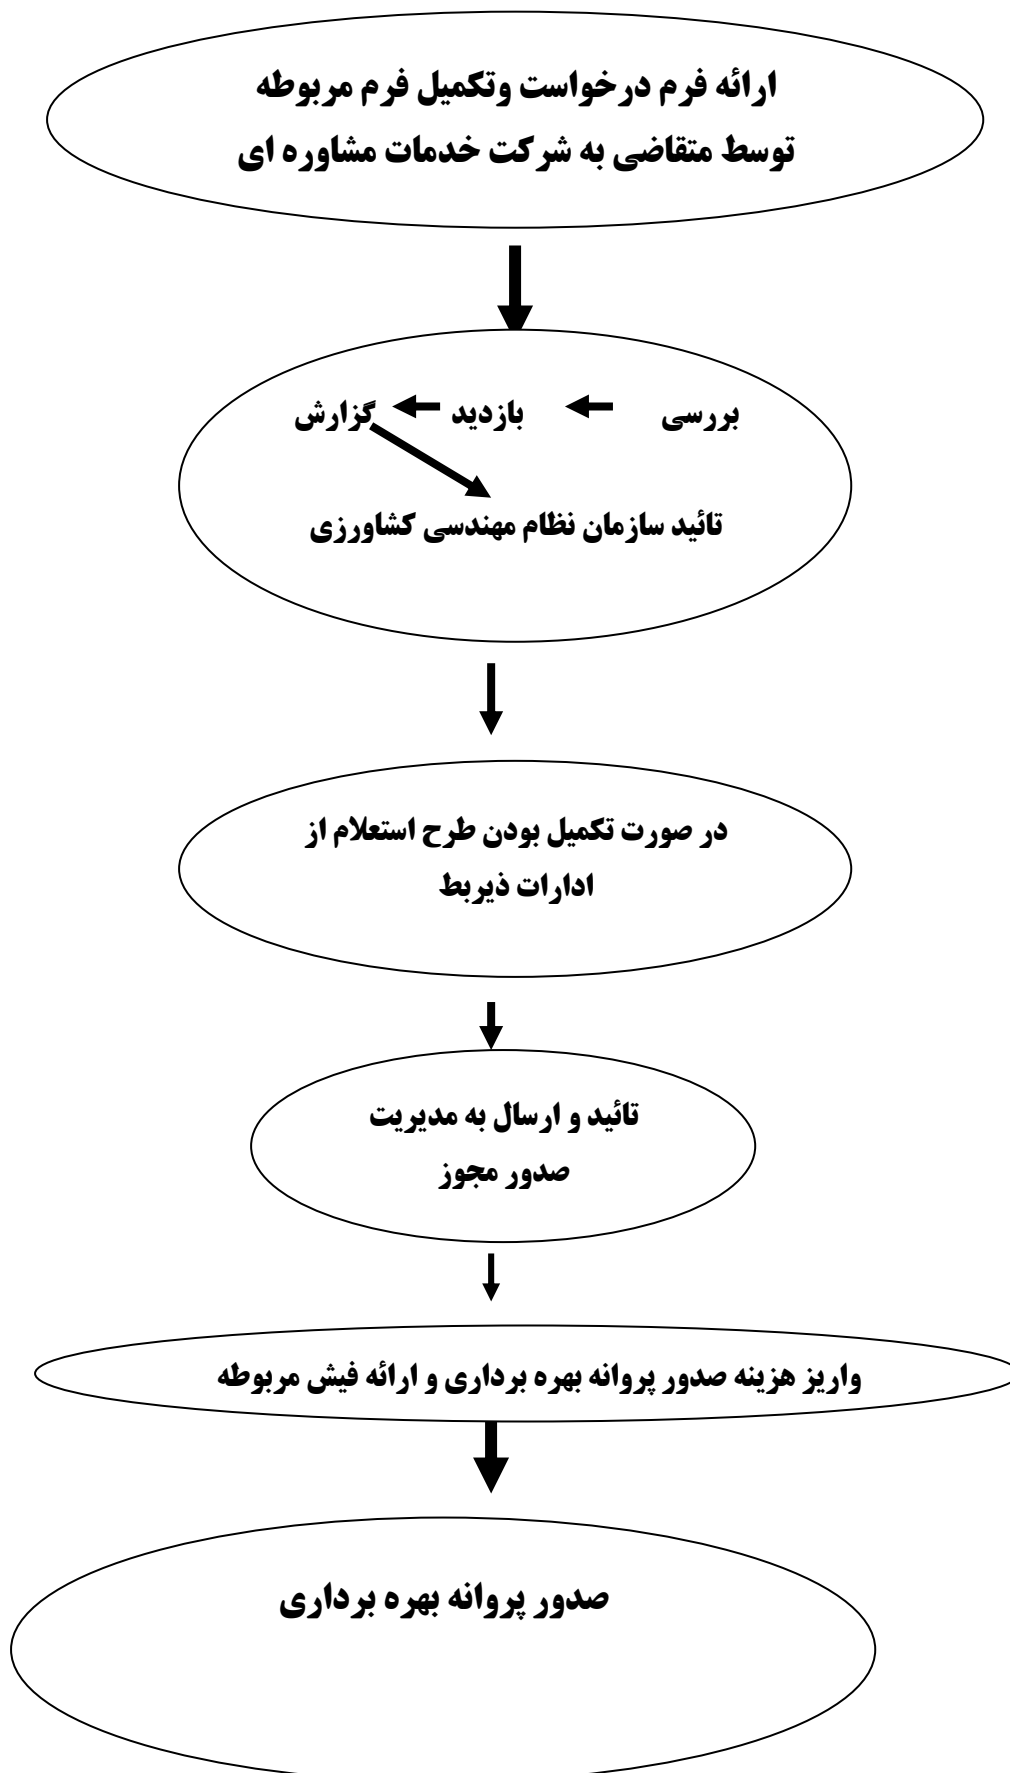 ارائه فرم درخواست وتکمیل فرم مربوطه
توسط متقاضی به شرکت خدمات مشاوره ای
بررسی بازدید گزارش
تائید سازمان نظام مهندسی کشاورزی
در صورت تکمیل بودن طرح استعلام از
ادارات ذیربط
تائید و ارسال به مدیریت
صدور مجوز
واریز هزینه صدور پروانه بهره برداری و ارائه فیش مربوطه
صدور پروانه بهره برداری